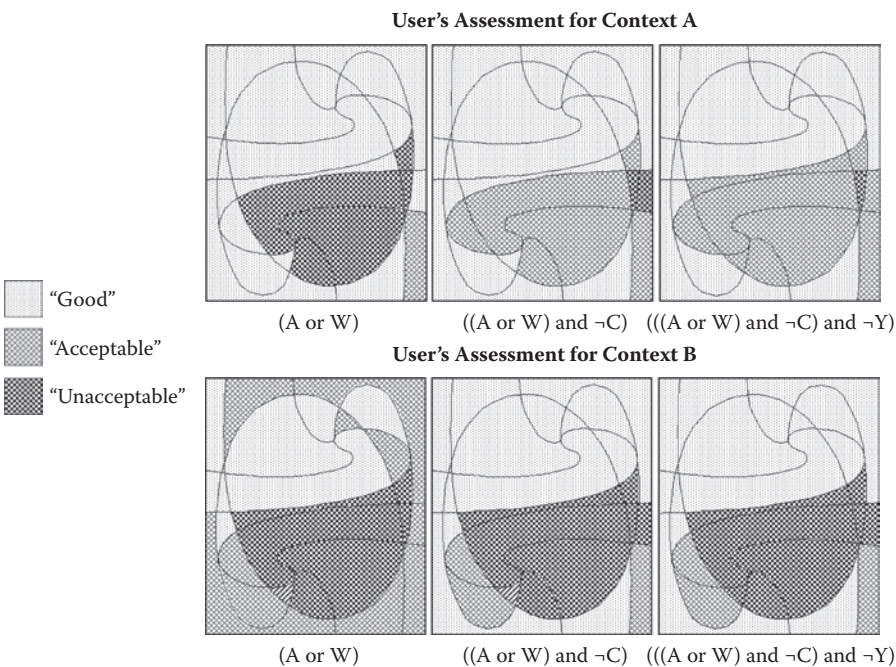 User’s Assessment for Context A
(A or W) ((A or W) and ¬C) (((A or W) and ¬C) and ¬Y)
“Good”
“Acceptable”
“Unacceptable”
User’s Assessment for Context B
(A or W) ((A or W) and ¬C) (((A or W) and ¬C) and ¬Y)